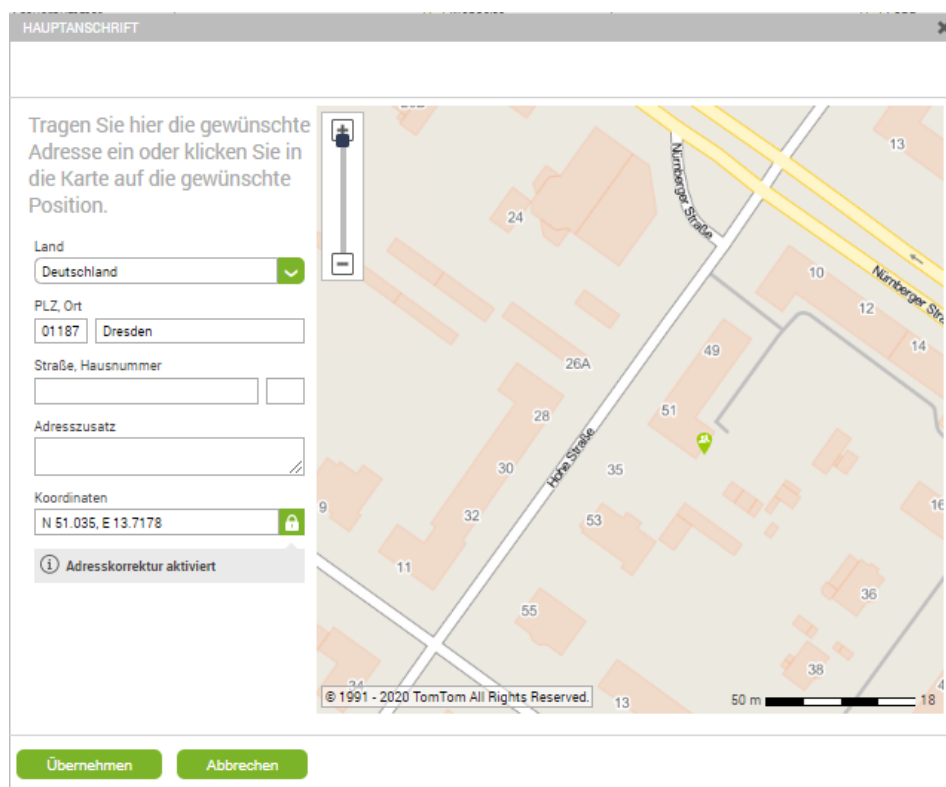 HAUPTANSCHRIFT
Tragen Sie hier die gewünschte
Adresse ein oder klicken Sie in
die Karte auf die gewünschte
Position.
Land
Deutschland
PLZ, Ort
01187 Dresden
Straße, Hausnummer
Adresszusatz
Koordinaten
N 51.035, E 13.7178
Adresskorrektur aktiviert
13
Nürnberger Straße
24
10
Nürnberger
12
14
49
26A
51
28
Hohe Straße
30
35
9
32
53
16
11
36
55
38
13
© 1991 - 2020 TomTom All Rights Reserved.
50 m
18
Übernehmen
Abbrechen